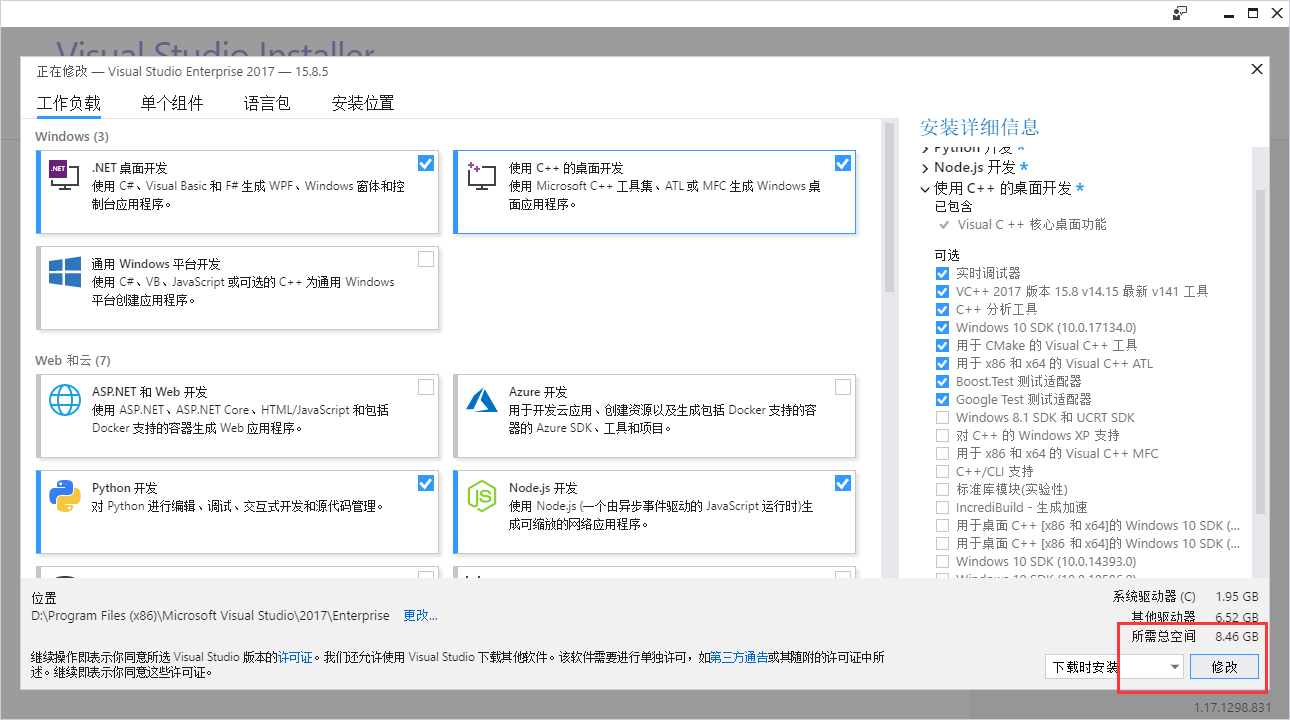 Visual Studio Installer
正在修改 — Visual Studio Enterprise 2017 — 15.8.5
工作负载 单个组件 语言包 安装位置
Windows (3)
.NET
.NET 桌面开发
使用 C#、Visual Basic 和 F# 生成 WPF、Windows 窗体和控
制台应用程序。
使用 C++ 的桌面开发
使用 Microsoft C++ 工具集、ATL 或 MFC 生成 Windows 桌
面应用程序。
通用 Windows 平台开发
使用 C#、VB、JavaScript 或可选的 C++ 为通用 Windows
平台创建应用程序。
Web 和云 (7)
ASP.NET 和 Web 开发
使用 ASP.NET、ASP.NET Core、HTML/JavaScript 和包括
Docker 支持的容器生成 Web 应用程序。
Azure 开发
用于开发云应用、创建资源以及生成包括 Docker 支持的容
器的 Azure SDK、工具和项目。
Python 开发
对 Python 进行编辑、调试、交互式开发和源代码管理。
Node.js 开发
使用 Node.js (一个由异步事件驱动的 JavaScript 运行时)生
成可缩放的网络应用程序。
安装详细信息
Python 开发 *
Node.js 开发 *
使用 C++ 的桌面开发 *
已包含
Visual C ++ 核心桌面功能
可选
实时调试器
VC++ 2017 版本 15.8 v14.15 最新 v141 工具
C++ 分析工具
Windows 10 SDK (10.0.17134.0)
用于 CMake 的 Visual C++ 工具
用于 x86 和 x64 的 Visual C++ ATL
Boost.Test 测试适配器
Google Test 测试适配器
Windows 8.1 SDK 和 UCRT SDK
对 C++ 的 Windows XP 支持
用于 x86 和 x64 的 Visual C++ MFC
C++/CLI 支持
标准库模块(实验性)
IncrediBuild - 生成加速
用于桌面 C++ [x86 和 x64]的 Windows 10 SDK (...
用于桌面 C++ [x86 和 x64]的 Windows 10 SDK (...
Windows 10 SDK (10.0.14393.0)
Windows 10 SDK (10.0.10586.0)
位置
D:\Program Files (x86)\Microsoft Visual Studio\2017\Enterprise 更改...
继续操作即表示你同意所选 Visual Studio 版本的许可证。我们还允许使用 Visual Studio 下载其他软件。该软件需要进行单独许可，如第三方通告或其随附的许可证中所
述。继续即表示你同意这些许可证。
系统驱动器 (C) 1.95 GB
其他驱动器 6.52 GB
所需总空间 8.46 GB
下载时安装 修改
1.17.1298.831